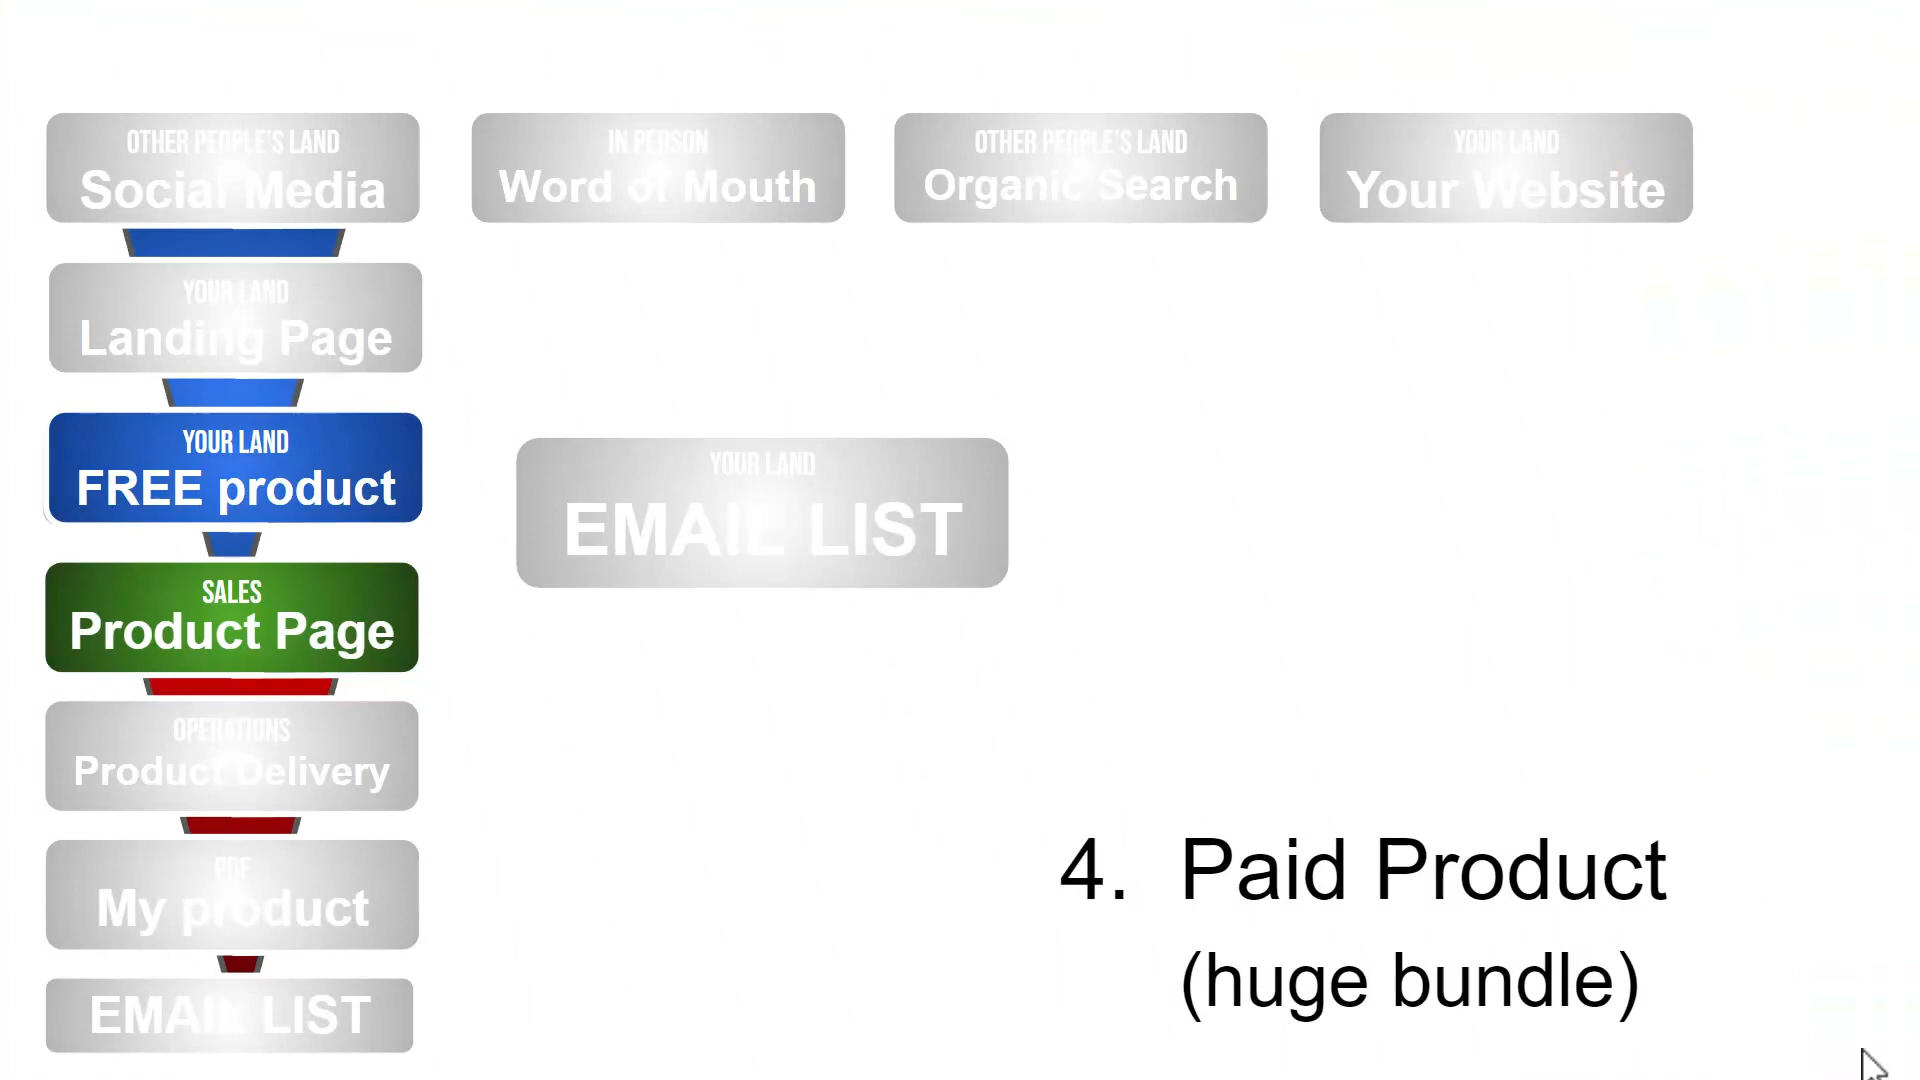 OTHER PEOPLE'S LAND
Social Media
IN PERSON
Word of Mouth
OTHER PEOPLE'S LAND
Organic Search
YOUR LAND
Your Website
YOUR LAND
Landing Page
YOUR LAND
FREE product
YOUR LAND
EMAIL LIST
SALES
Product Page
OPERATIONS
Product Delivery
PDF
My product
EMAIL LIST
4. Paid Product
(huge bundle)